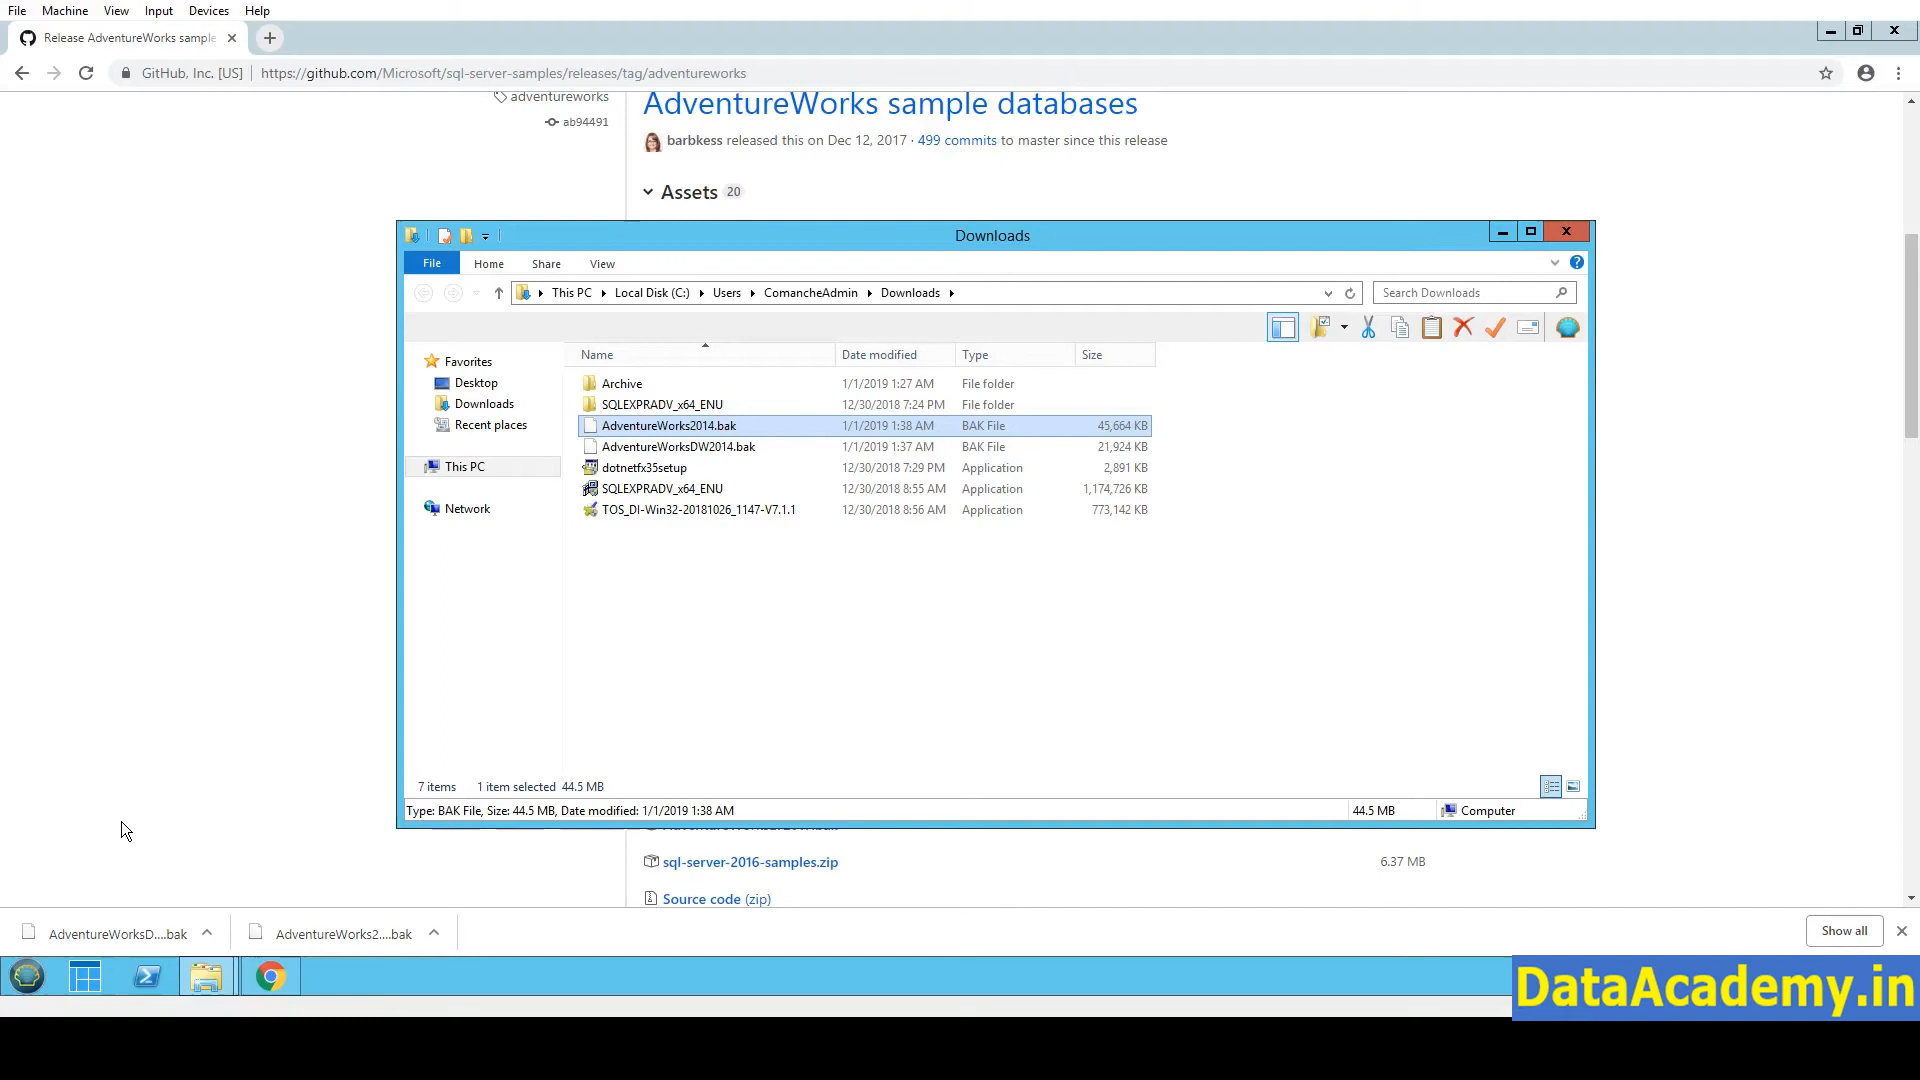 File Machine View Input Devices Help
Release AdventureWorks sample
GitHub, Inc. [US] https://github.com/Microsoft/sql-server-samples/releases/tag/adventureworks
adventureworks
ab94491
AdventureWorks sample databases
barbkess released this on Dec 12, 2017 · 499 commits to master since this release
Assets 20
Downloads
File Home Share View
This PC Local Disk (C:) Users ComancheAdmin Downloads
Search Downloads
Name Date modified Type Size
Favorites
Desktop
Downloads
Recent places
This PC
Network
Archive 1/1/2019 1:27 AM File folder
SQLEXPRADV_x64_ENU 12/30/2018 7:24 PM File folder
AdventureWorks2014.bak 1/1/2019 1:38 AM BAK File 45,664 KB
AdventureWorksDW2014.bak 1/1/2019 1:37 AM BAK File 21,924 KB
dotnetfx35setup 12/30/2018 7:29 PM Application 2,891 KB
SQLEXPRADV_x64_ENU 12/30/2018 8:55 AM Application 1,174,726 KB
TOS_DI-Win32-20181026_1147-V7.1.1 12/30/2018 8:56 AM Application 773,142 KB
7 items 1 item selected 44.5 MB
Type: BAK File, Size: 44.5 MB, Date modified: 1/1/2019 1:38 AM 44.5 MB Computer
sql-server-2016-samples.zip 6.37 MB
Source code (zip)
AdventureWorksD....bak
AdventureWorks2....bak
Show all
DataAcademy.in